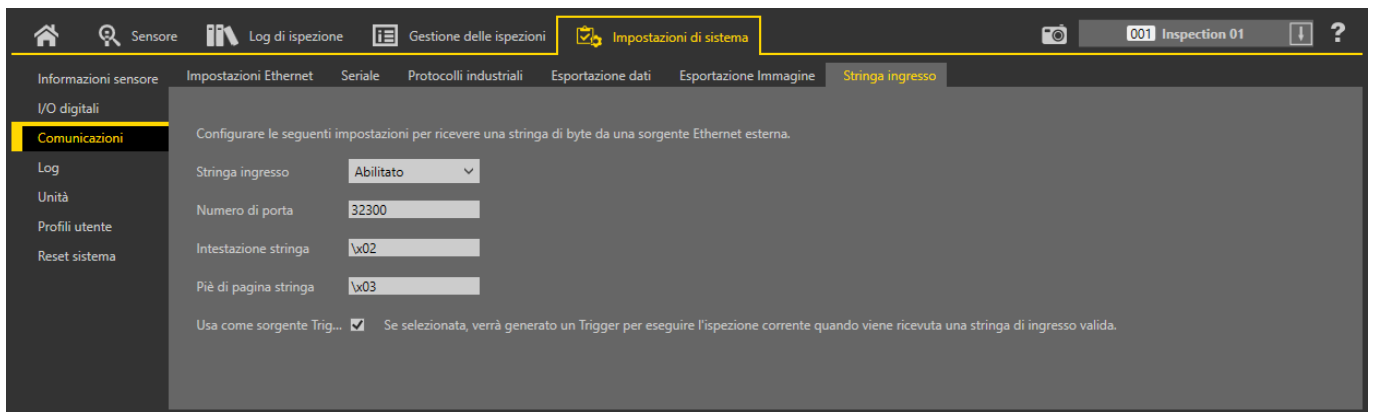 Sensore
Log di ispezione
Gestione delle ispezioni
Impostazioni di sistema
001 Inspection 01
?
Informazioni sensore
I/O digitali
Comunicazioni
Log
Unità
Profili utente
Reset sistema
Impostazioni Ethernet
Seriale
Protocolli industriali
Esportazione dati
Esportazione Immagine
Stringa ingresso
Configurare le seguenti impostazioni per ricevere una stringa di byte da una sorgente Ethernet esterna.
Stringa ingresso Abilitato
Numero di porta 32300
Intestazione stringa \x02
Piè di pagina stringa \x03
Usa come sorgente Trig... Se selezionata, verrà generato un Trigger per eseguire l'ispezione corrente quando viene ricevuta una stringa di ingresso valida.